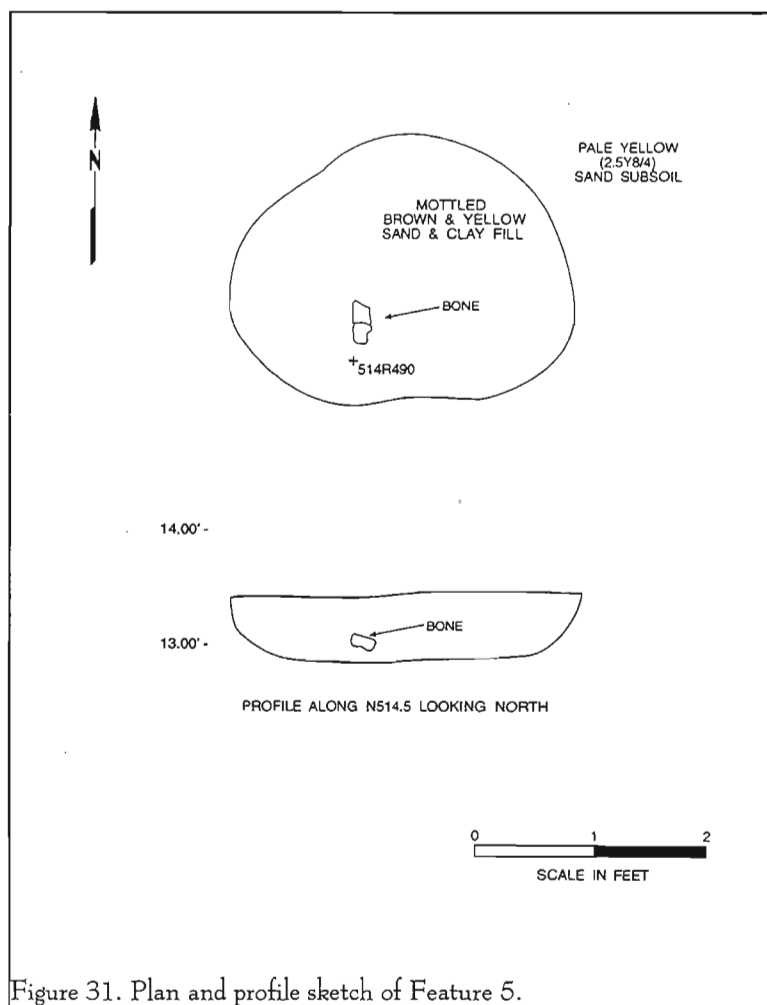 N
PALE YELLOW
(2.5Y8/4)
SAND SUBSOIL
MOTTLED
BROWN & YELLOW
SAND & CLAY FILL
BONE
+514R490
14.00' -
BONE
13.00' -
PROFILE ALONG N514.5 LOOKING NORTH
0 1 2
SCALE IN FEET
Figure 31. Plan and profile sketch of Feature 5.